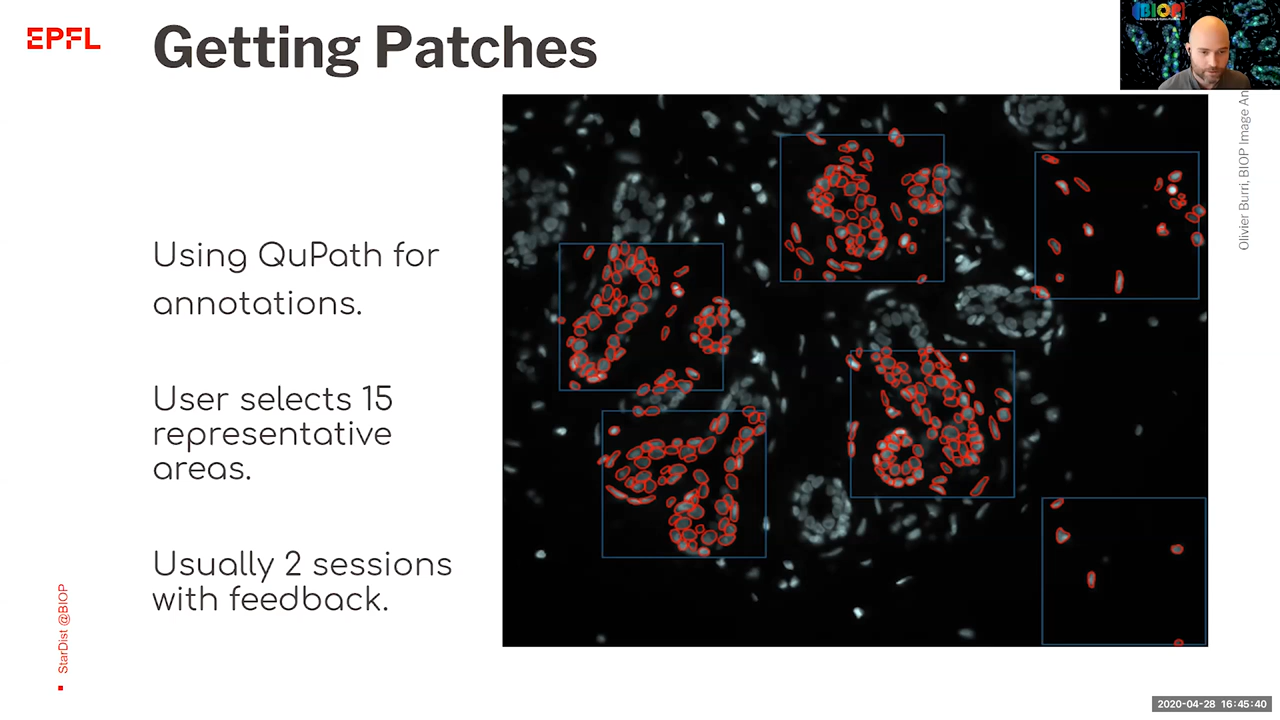 EPFL
Getting Patches
BIOP
Using QuPath for
annotations.
User selects 15
representative
areas.
Usually 2 sessions
with feedback.
StarDist @BIOP
Olivier Burri, BIOP Image An
2020-04-28 16:45:40